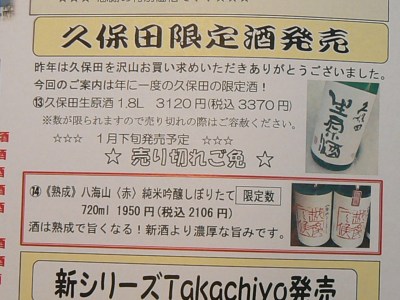 久保田限定酒発売
昨年は久保田を沢山お買い求めいただきありがとうございました。
今回のご案内は年に一度の久保田の限定酒！
⑬久保田生原酒1.8L 3120円(税込3370円)
※数が限られますので売り切れの際はご容赦ください。
☆☆☆ 1月下旬発売予定 ☆☆☆
★ 売り切れご免 ★
久保田
生原酒
⑭《熟成》八海山〈赤〉純米吟醸しぼりたて 限定数
720ml 1950円(税込2106円)
酒は熟成で旨くなる！新酒より濃厚な旨みです。
新シリーズTakachiyo発売